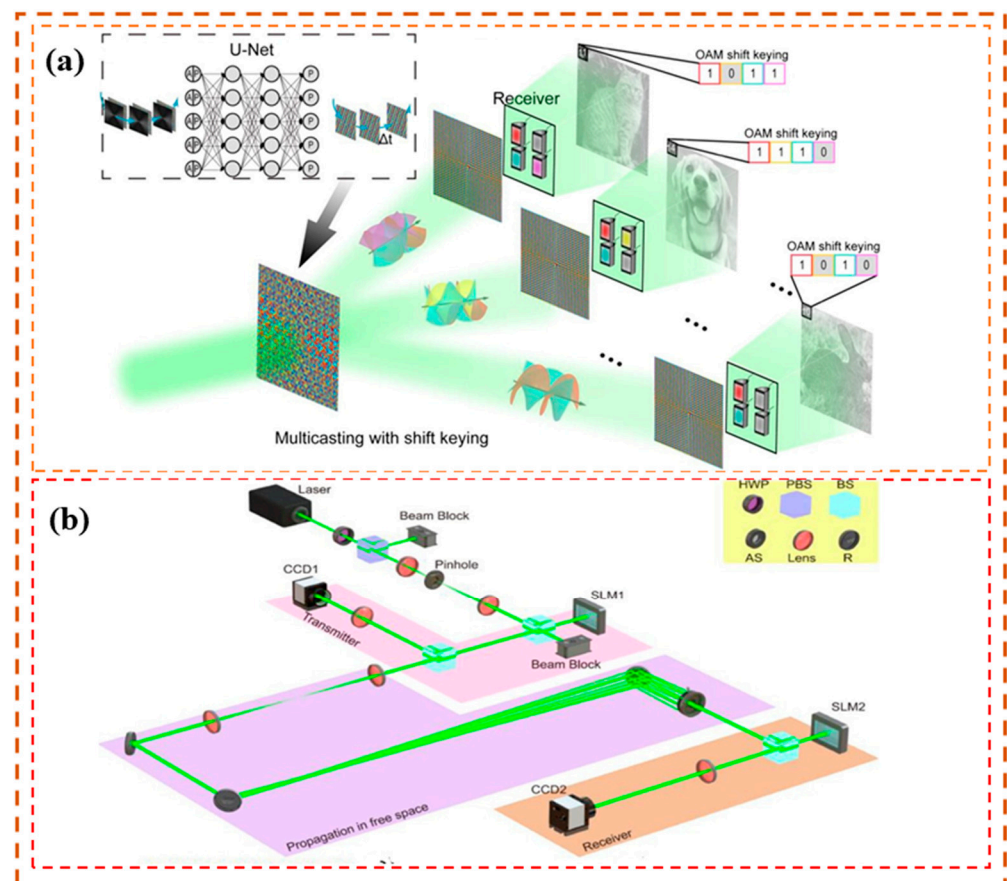 (a)
U-Net
A/P
P
A/P
P
A/P
P
A/P
P
A/P
P
Δt
Receiver
OAM shift keying
1 0 1 1
OAM shift keying
1 1 1 0
OAM shift keying
1 0 1 0
Multicasting with shift keying
(b)
Laser
HWP PBS BS
AS Lens R
Beam Block
Pinhole
CCD1
SLM1
Transmitter
Beam Block
SLM2
CCD2
Propagation in free space
Receiver